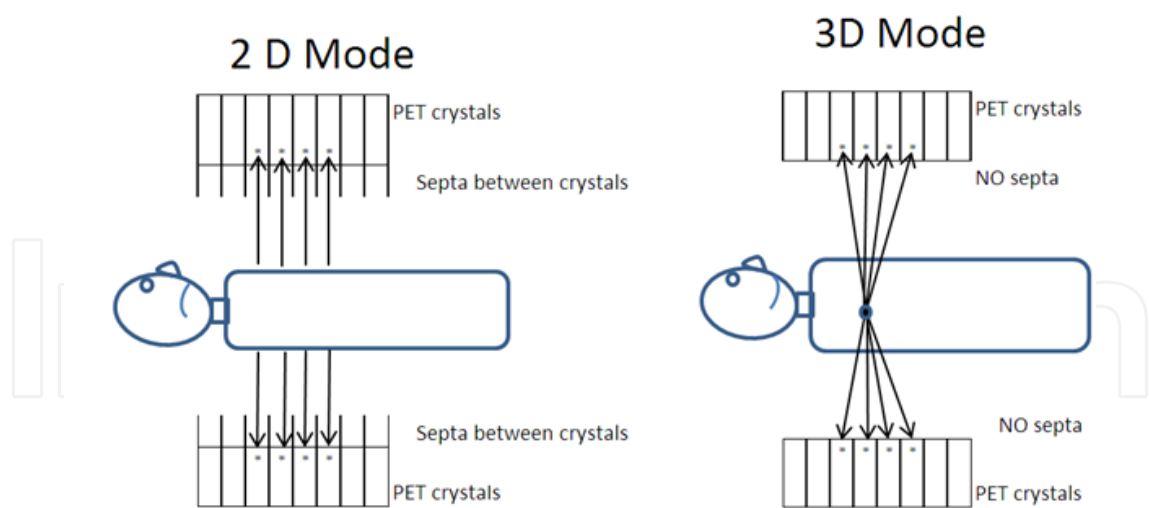 2 D Mode
PET crystals
Septa between crystals
Septa between crystals
PET crystals
3D Mode
PET crystals
NO septa
NO septa
PET crystals